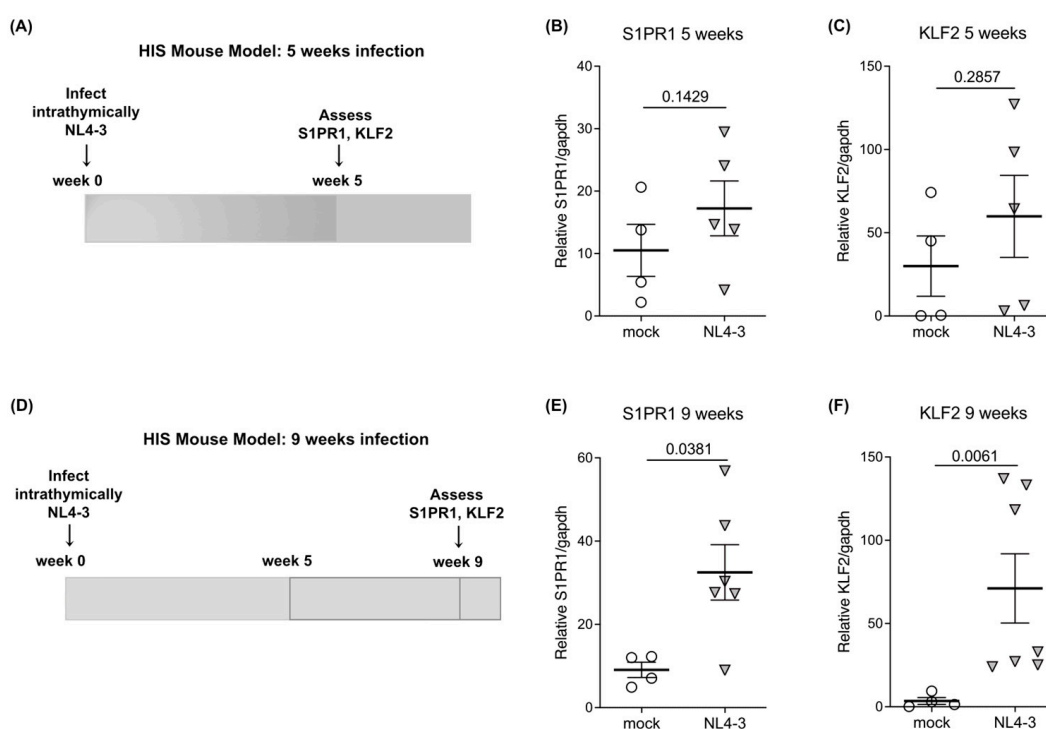 (A)
HIS Mouse Model: 5 weeks infection
Infect
intrathymically
NL4-3
week 0
Assess
S1PR1, KLF2
week 5
(B)
S1PR1 5 weeks
Relative S1PR1/gapdh
40
30
20
10
0
0.1429
mock
NL4-3
(C)
KLF2 5 weeks
Relative KLF2/gapdh
150
100
50
0
0.2857
mock
NL4-3
(D)
HIS Mouse Model: 9 weeks infection
Infect
intrathymically
NL4-3
week 0
week 5
Assess
S1PR1, KLF2
week 9
(E)
S1PR1 9 weeks
Relative S1PR1/gapdh
60
40
20
0
0.0381
mock
NL4-3
(F)
KLF2 9 weeks
Relative KLF2/gapdh
150
100
50
0
0.0061
mock
NL4-3